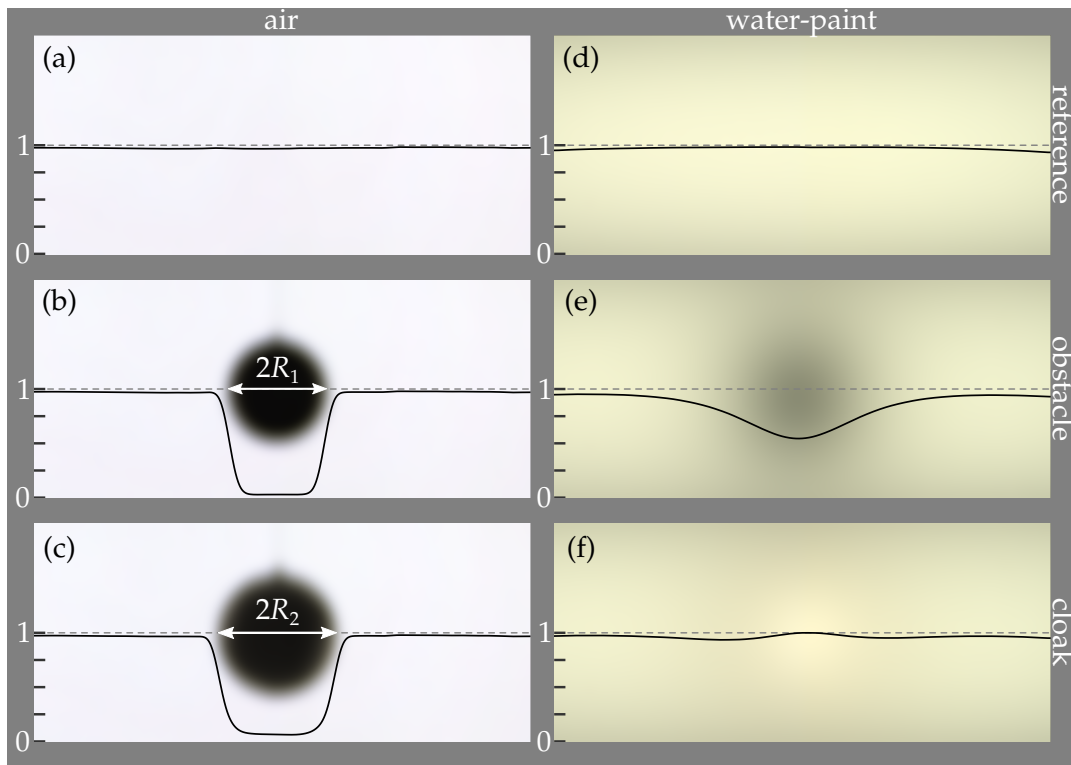 air
water-paint
(a)
1
0
(d)
1
0
reference
(b)
2R₁
1
0
(e)
1
0
obstacle
(c)
2R₂
1
0
(f)
1
0
cloak